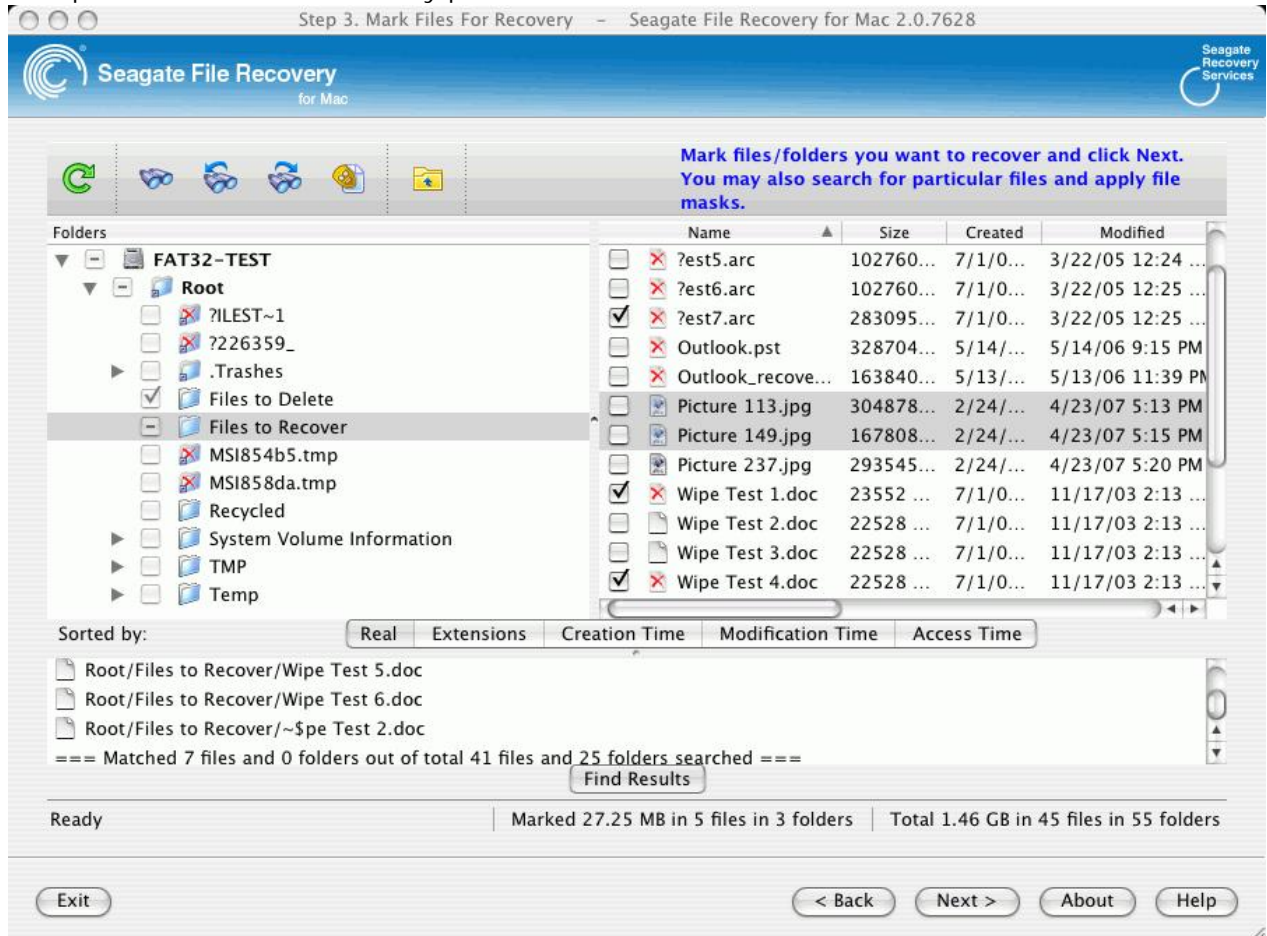 Step 3. Mark Files For Recovery – Seagate File Recovery for Mac 2.0.7628
Seagate File Recovery
for Mac
Seagate
Recovery
Services
Mark files/folders you want to recover and click Next.
You may also search for particular files and apply file
masks.
Folders
FAT32-TEST
Root
?ILEST~1
?226359_
.Trashes
Files to Delete
Files to Recover
MSI854b5.tmp
MSI858da.tmp
Recycled
System Volume Information
TMP
Temp
Name Size Created Modified
?est5.arc 102760... 7/1/0... 3/22/05 12:24 ...
?est6.arc 102760... 7/1/0... 3/22/05 12:25 ...
?est7.arc 283095... 7/1/0... 3/22/05 12:25 ...
Outlook.pst 328704... 5/14/... 5/14/06 9:15 PM
Outlook_recove... 163840... 5/13/... 5/13/06 11:39 PM
Picture 113.jpg 304878... 2/24/... 4/23/07 5:13 PM
Picture 149.jpg 167808... 2/24/... 4/23/07 5:15 PM
Picture 237.jpg 293545... 2/24/... 4/23/07 5:20 PM
Wipe Test 1.doc 23552 ... 7/1/0... 11/17/03 2:13 ...
Wipe Test 2.doc 22528 ... 7/1/0... 11/17/03 2:13 ...
Wipe Test 3.doc 22528 ... 7/1/0... 11/17/03 2:13 ...
Wipe Test 4.doc 22528 ... 7/1/0... 11/17/03 2:13 ...
Sorted by: Real Extensions Creation Time Modification Time Access Time
Root/Files to Recover/Wipe Test 5.doc
Root/Files to Recover/Wipe Test 6.doc
Root/Files to Recover/~$pe Test 2.doc
=== Matched 7 files and 0 folders out of total 41 files and 25 folders searched ===
Find Results
Ready Marked 27.25 MB in 5 files in 3 folders Total 1.46 GB in 45 files in 55 folders
Exit < Back Next > About Help